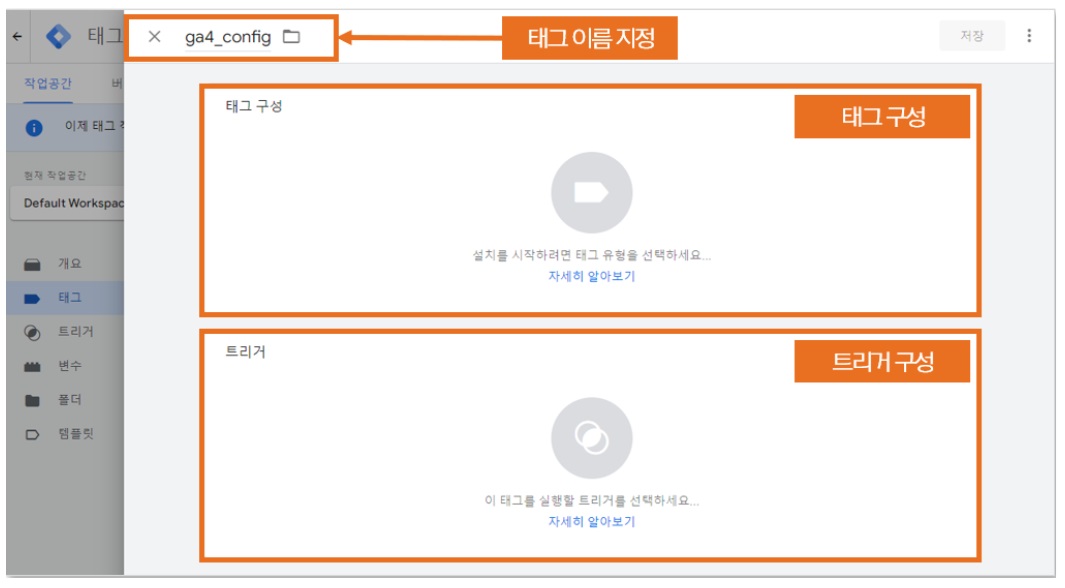 태그
ga4_config
태그 이름 지정
저장
작업공간
버
이제 태그
현재 작업공간
Default Workspac
개요
태그
트리거
변수
폴더
템플릿
태그 구성
태그 구성
설치를 시작하려면 태그 유형을 선택하세요...
자세히 알아보기
트리거
트리거 구성
이 태그를 실행할 트리거를 선택하세요...
자세히 알아보기